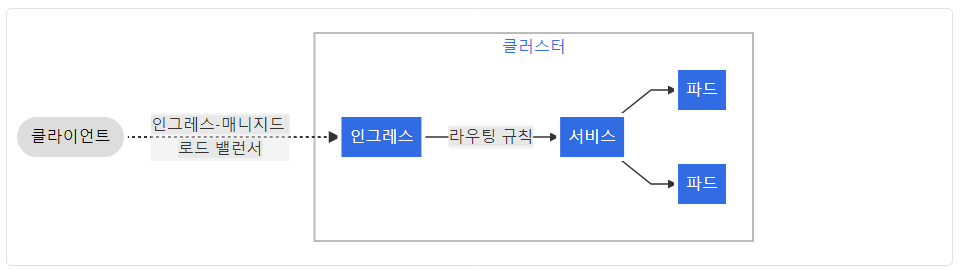 클러스터
클라이언트
인그레스-매니지드
로드 밸런서
인그레스
라우팅 규칙
서비스
파드
파드